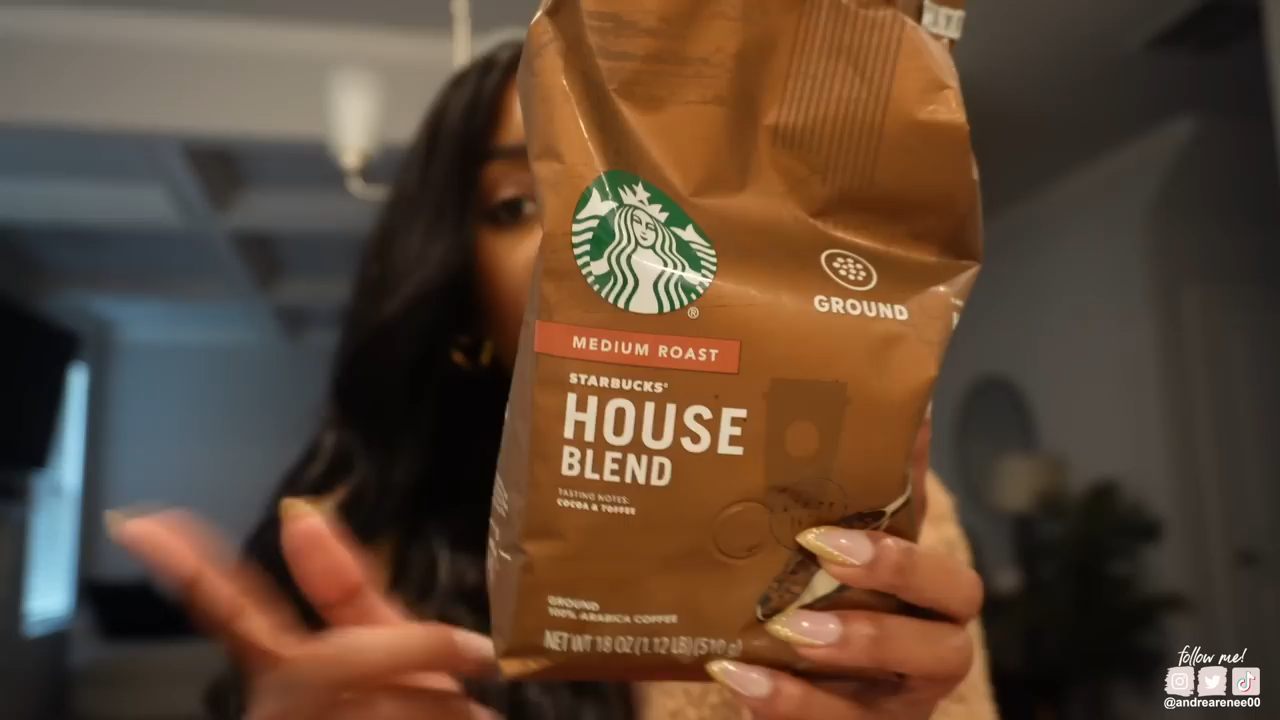 GROUND
MEDIUM ROAST
STARBUCKS®
HOUSE
BLEND
TASTING NOTES:
COCOA & TOFFEE
GROUND
100% ARABICA COFFEE
NET WT 18 OZ (1.12 LB) (510 g)
follow me!
@andrearenee00